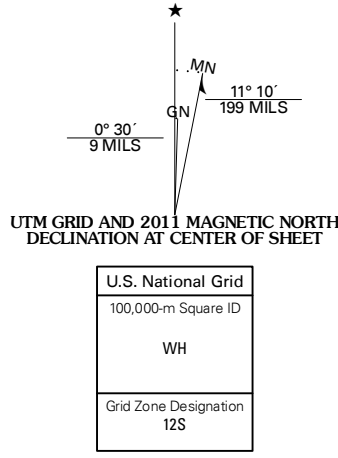 ★
MN
GN
11° 10´
199 MILS
0° 30´
9 MILS
UTM GRID AND 2011 MAGNETIC NORTH
DECLINATION AT CENTER OF SHEET
U.S. National Grid
100,000-m Square ID
WH
Grid Zone Designation
12S